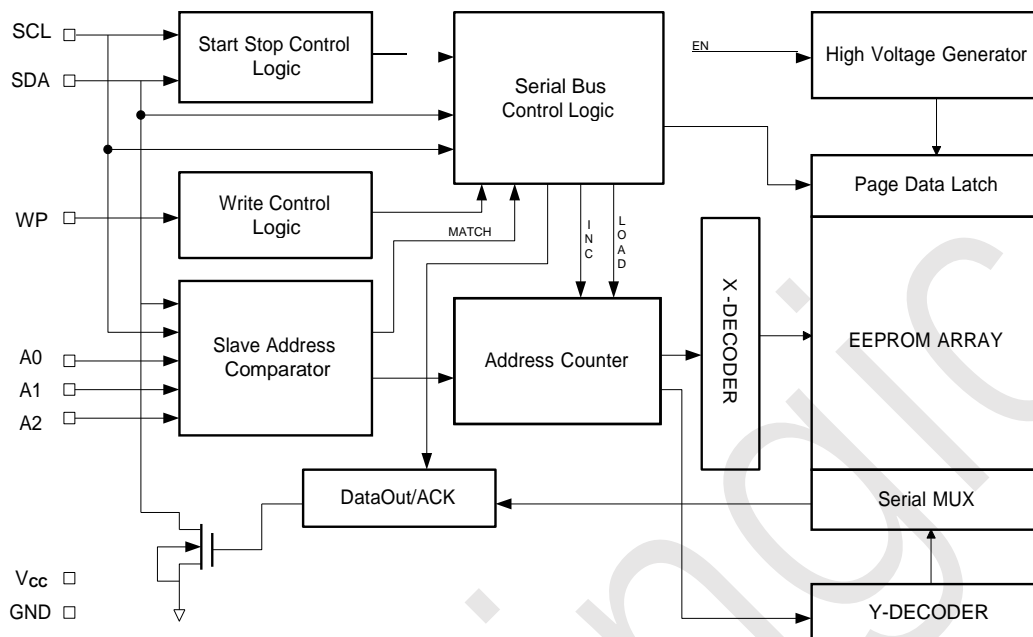 SCL
SDA
Start Stop Control
Logic
Serial Bus
Control Logic
EN
High Voltage Generator
WP
Write Control
Logic
Page Data Latch
MATCH
INC
LOAD
A0
A1
A2
Slave Address
Comparator
Address Counter
X-DECODER
EEPROM ARRAY
DataOut/ACK
Serial MUX
Vcc
GND
Y-DECODER